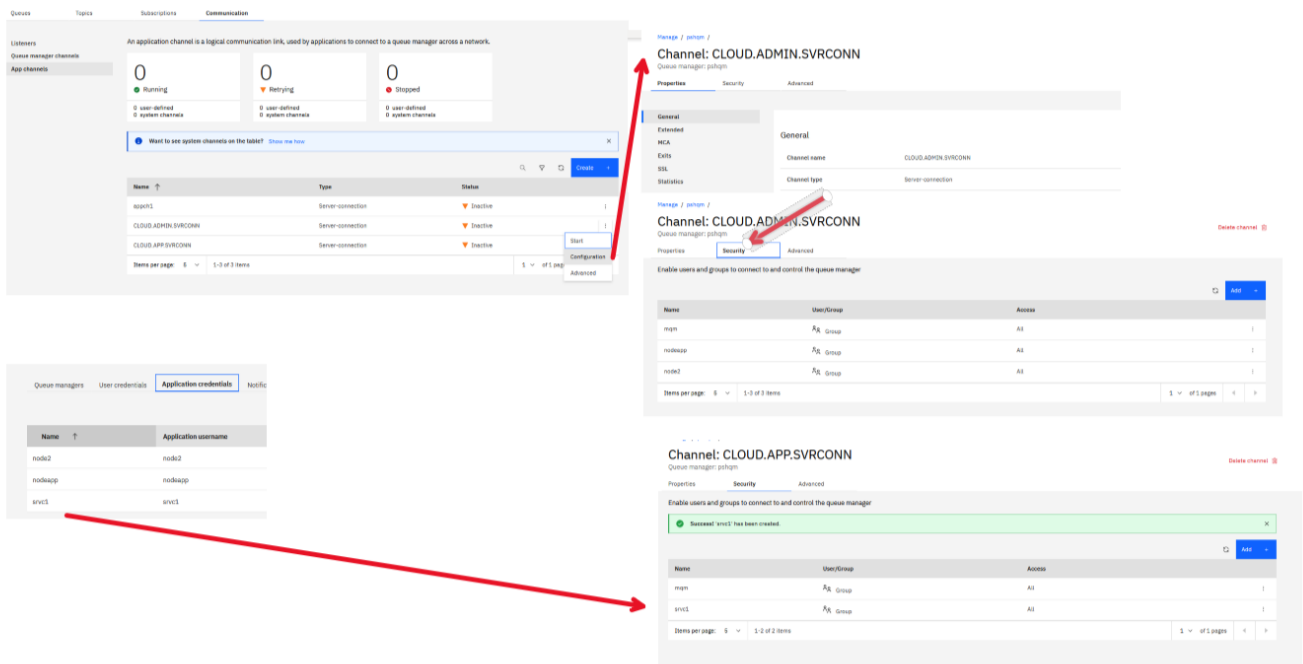 Queues Topics Subscriptions Communication
Listeners
Queue manager channels
App channels
An application channel is a logical communication link, used by applications to connect to a queue manager across a network.
0 0 0
Running Retrying Stopped
0 user-defined 0 user-defined 0 user-defined
0 system channels 0 system channels 0 system channels
Want to see system channels on the table? Show me how
Create
Name Type Status
appch1 Server-connection Inactive
CLOUD.ADMIN.SVRCONN Server-connection Inactive
CLOUD.APP.SVRCONN Server-connection Inactive
Start
Configuration
Advanced
Items per page: 5 1-3 of 3 items 1 of 1
Manage / pshqm /
Channel: CLOUD.ADMIN.SVRCONN
Queue manager: pshqm
Properties Security Advanced
General
Extended
MCA
Exits
SSL
Statistics
General
Channel name CLOUD.ADMIN.SVRCONN
Channel type Server-connection
Manage / pshqm /
Channel: CLOUD.ADMIN.SVRCONN
Queue manager: pshqm
Delete channel
Properties Security Advanced
Enable users and groups to connect to and control the queue manager
Add
Name User/Group Access
mqm Group All
nodeapp Group All
node2 Group All
Items per page: 5 1-3 of 3 items 1 of 1 pages
Queue managers User credentials Application credentials Notific
Name Application username
node2 node2
nodeapp nodeapp
srvc1 srvc1
Channel: CLOUD.APP.SVRCONN
Queue manager: pshqm
Delete channel
Properties Security Advanced
Enable users and groups to connect to and control the queue manager
Success! 'srvc1' has been created.
Add
Name User/Group Access
mqm Group All
srvc1 Group All
Items per page: 5 1-2 of 2 items 1 of 1 pages